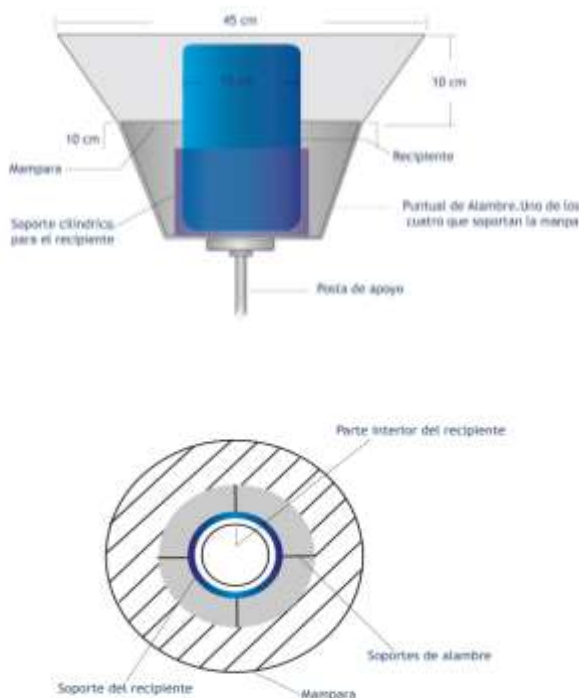 45 cm
10 cm
10 cm
Recipiente
Mampara
Soporte cilíndrico
para el recipiente
Puntual de Alambre. Uno de los
cuatro que soportan la manpa
Posta de apoyo
Parte interior del recipiente
Soportes de alambre
Soporte del recipiente
Mampara